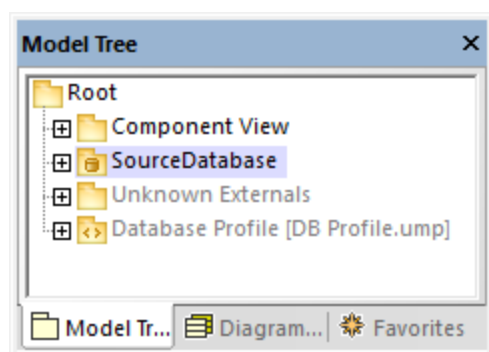 Model Tree
Root
Component View
SourceDatabase
Unknown Externals
Database Profile [DB Profile.ump]
Model Tr... Diagram... Favorites